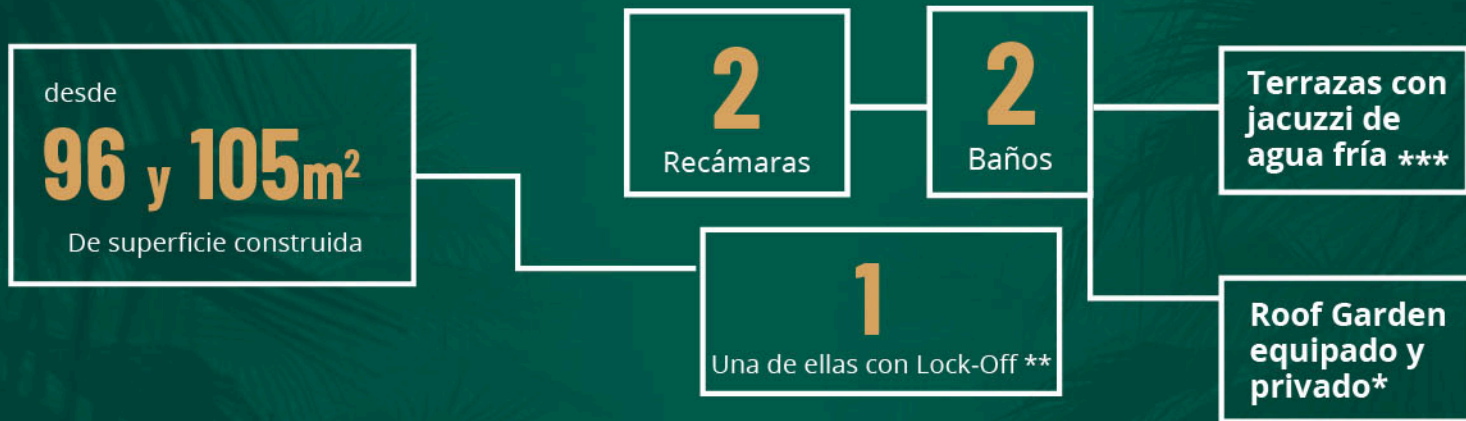 desde
96 y 105m²
De superficie construida
2
Recámaras
2
Baños
Terrazas con
jacuzzi de
agua fría ***
1
Una de ellas con Lock-Off **
Roof Garden
equipado y
privado*